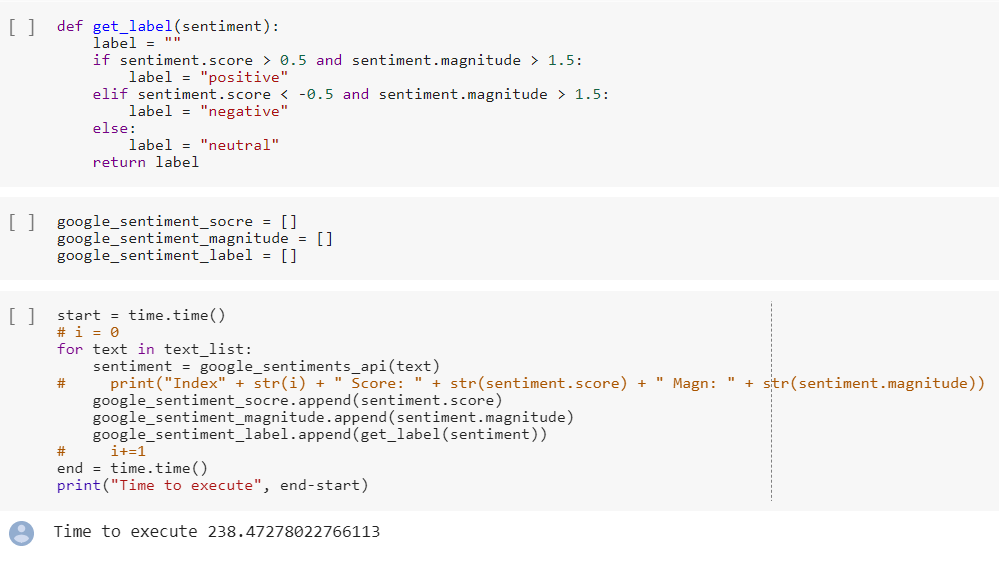 [ ] def get_label(sentiment):
    label = ""
    if sentiment.score > 0.5 and sentiment.magnitude > 1.5:
        label = "positive"
    elif sentiment.score < -0.5 and sentiment.magnitude > 1.5:
        label = "negative"
    else:
        label = "neutral"
    return label
[ ] google_sentiment_socre = []
google_sentiment_magnitude = []
google_sentiment_label = []
[ ] start = time.time()
# i = 0
for text in text_list:
    sentiment = google_sentiments_api(text)
#     print("Index" + str(i) + " Score: " + str(sentiment.score) + " Magn: " + str(sentiment.magnitude))
    google_sentiment_socre.append(sentiment.score)
    google_sentiment_magnitude.append(sentiment.magnitude)
    google_sentiment_label.append(get_label(sentiment))
#     i+=1
end = time.time()
print("Time to execute", end-start)
Time to execute 238.47278022766113